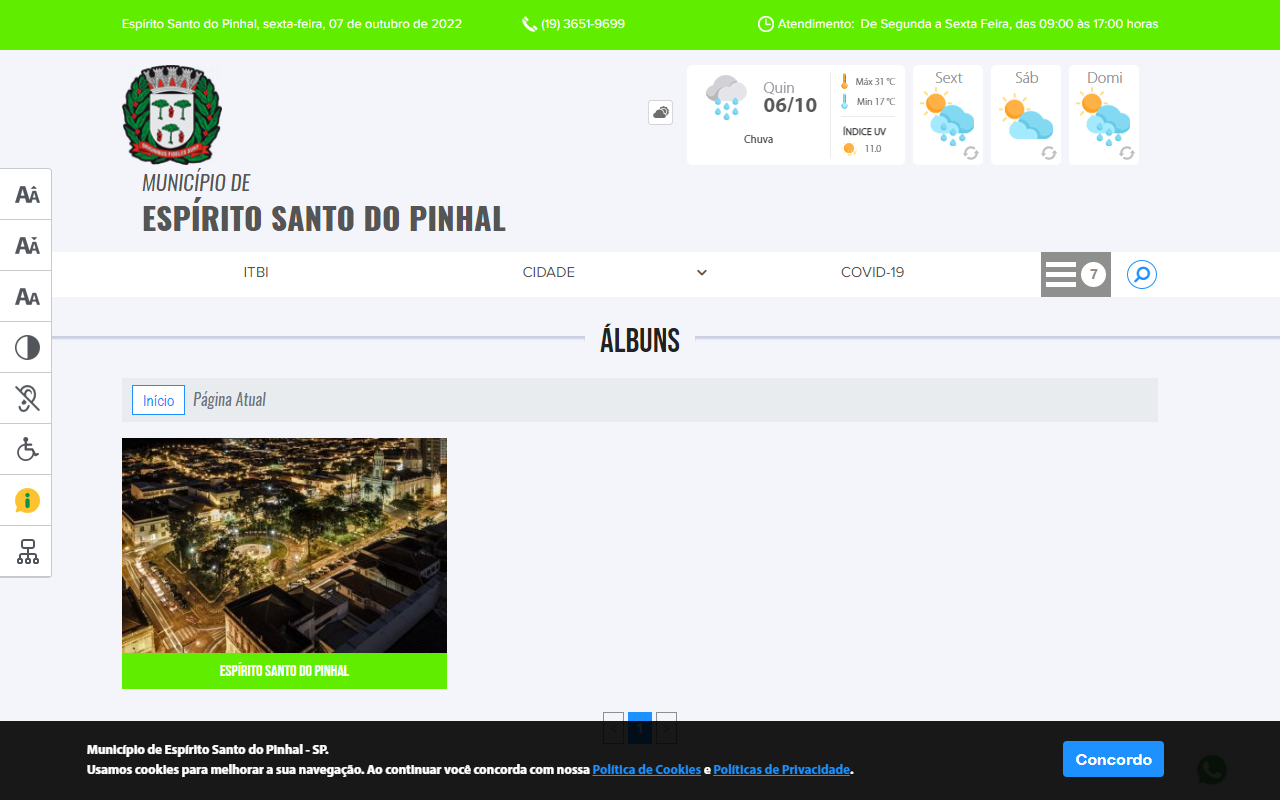 Espírito Santo do Pinhal, sexta-feira, 07 de outubro de 2022
(19) 3651-9699
Atendimento: De Segunda a Sexta Feira, das 09:00 às 17:00 horas
Quin
06/10
Chuva
Máx 31 ºC
Min 17 ºC
ÍNDICE UV
11.0
Sext
Sáb
Domi
MUNICÍPIO DE
ESPÍRITO SANTO DO PINHAL
AA
AA
AA
ITBI
CIDADE
COVID-19
7
ÁLBUNS
Início
Página Atual
ESPÍRITO SANTO DO PINHAL
1
Município de Espírito Santo do Pinhal - SP.
Usamos cookies para melhorar a sua navegação. Ao continuar você concorda com nossa Política de Cookies e Políticas de Privacidade.
Concordo